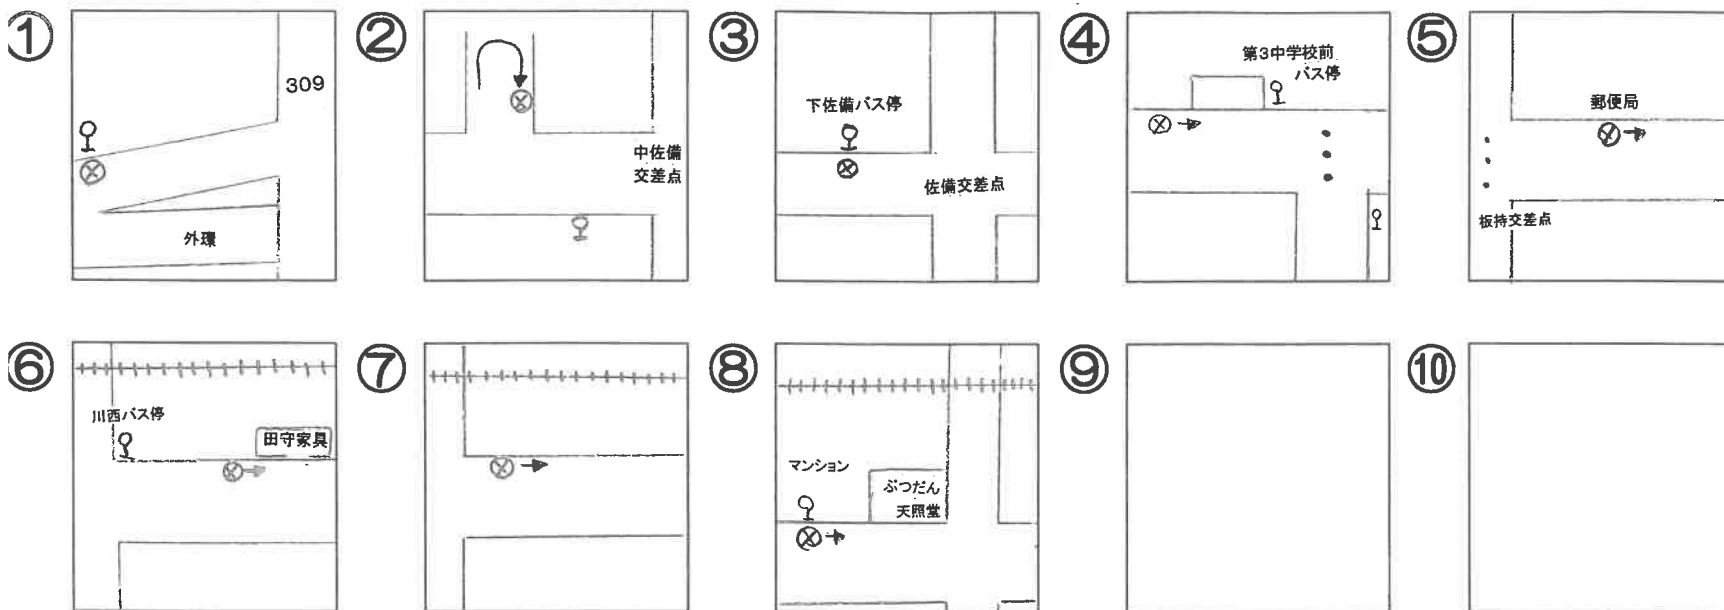 ①
309
外環
②
中佐備
交差点
③
下佐備バス停
佐備交差点
④
第3中学校前
バス停
⑤
郵便局
板持交差点
⑥
川西バス停
田守家具
⑦
⑧
マンション
ぶつだん
天照堂
⑨
⑩